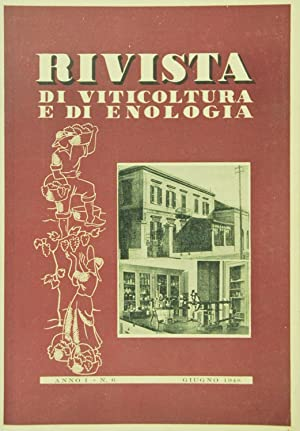 RIVISTA
DI VITICOLTURA
E DI ENOLOGIA
ANNO I - N. 6. GIUGNO 1948